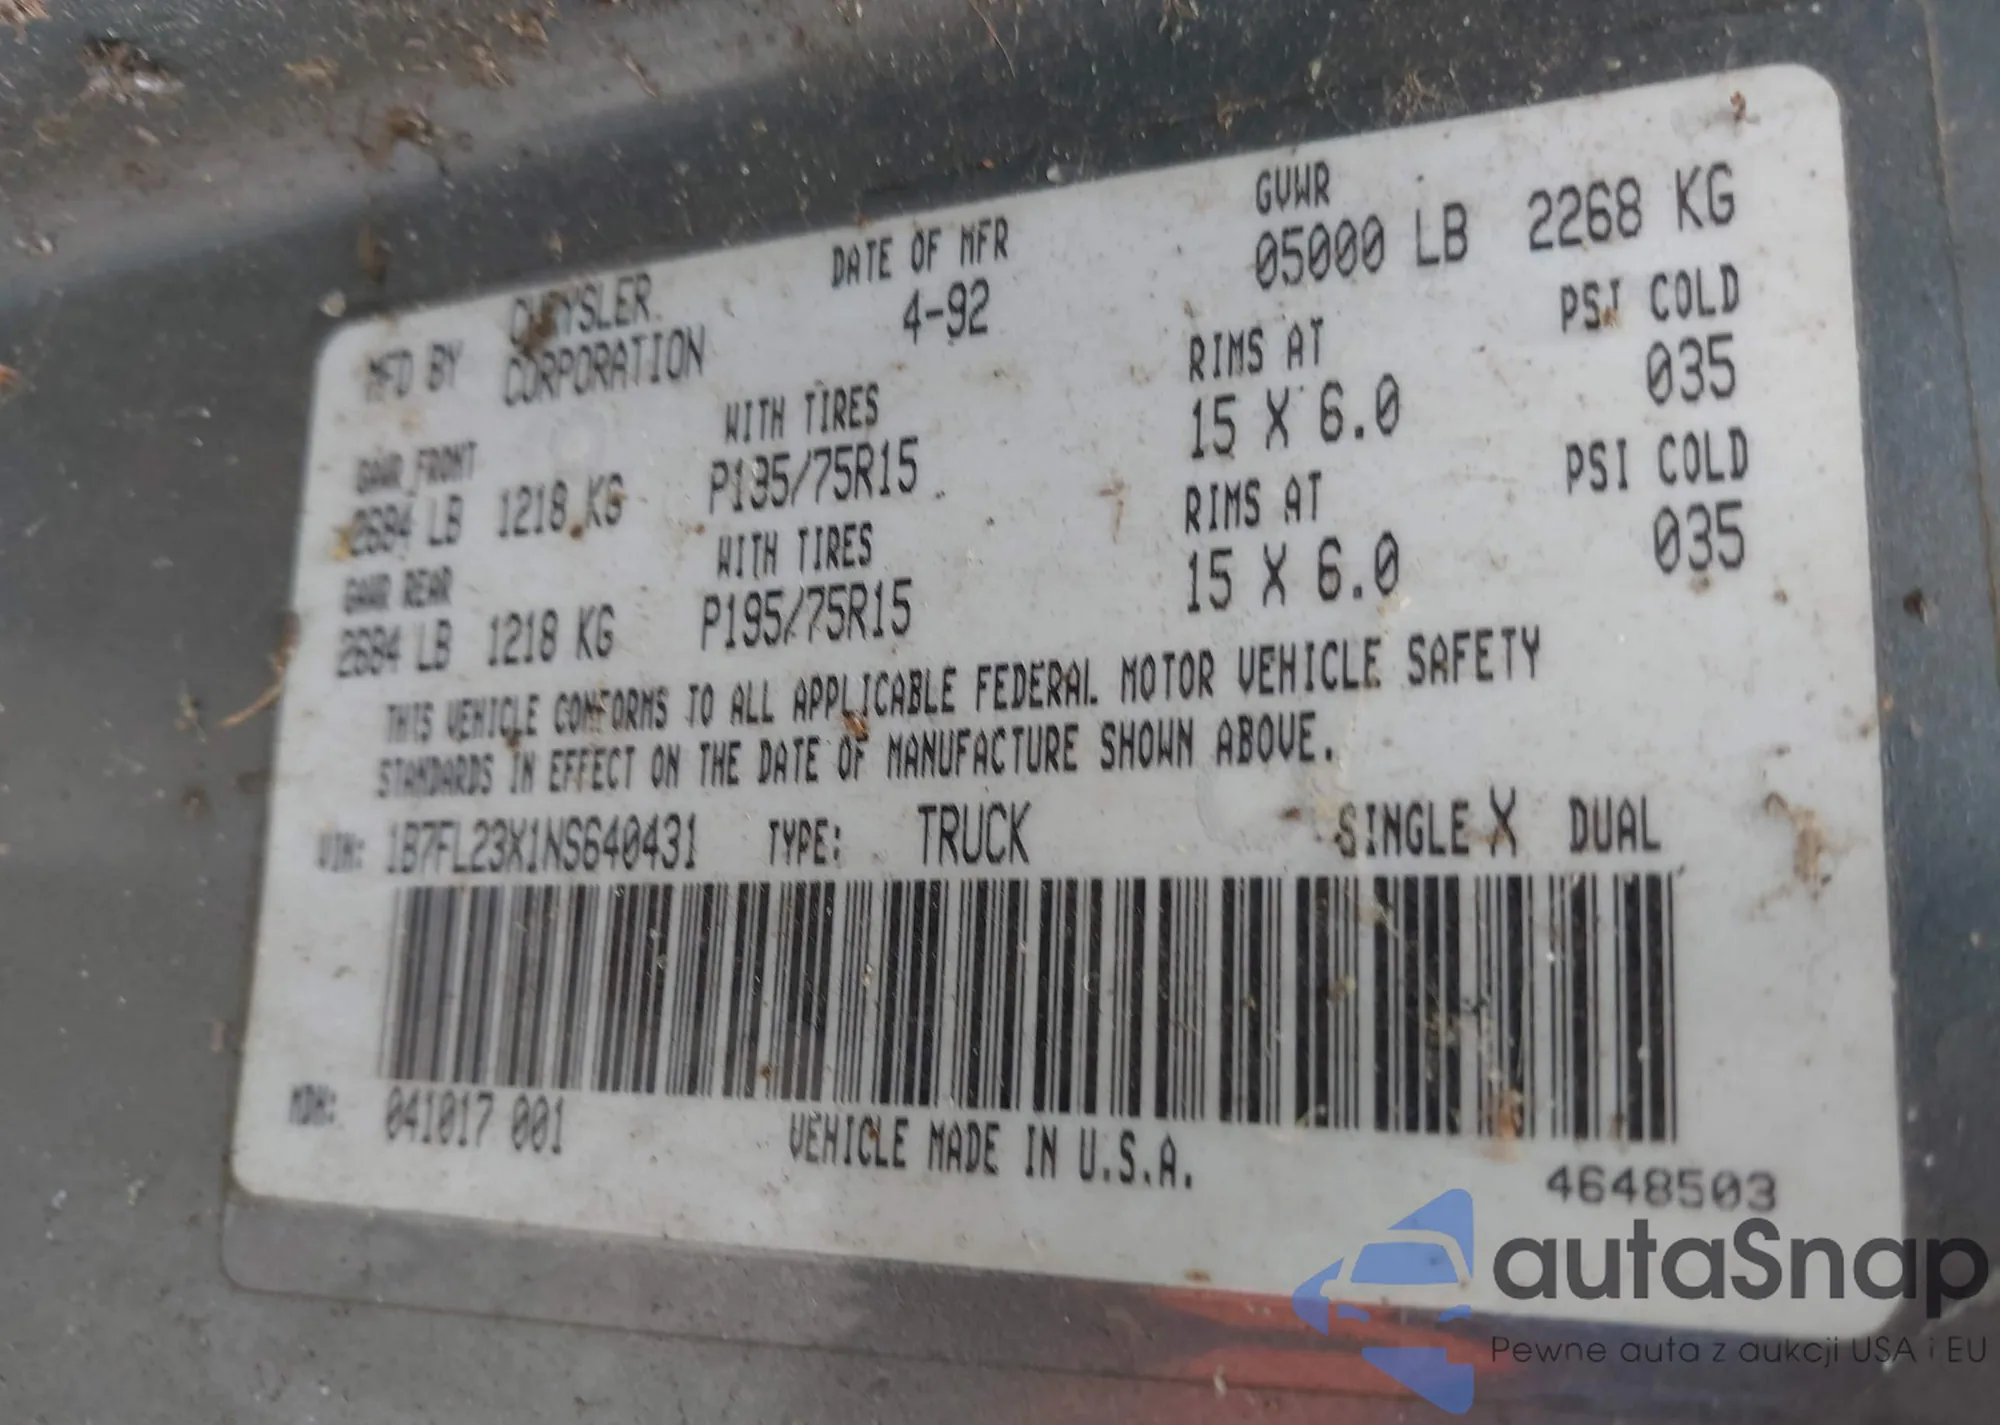 MFD BY CHRYSLER CORPORATION DATE OF MFR 4-92 GVWR 05000 LB 2268 KG
GAWR FRONT WITH TIRES RIMS AT PSI COLD
2684 LB 1218 KG P195/75R15 15 X 6.0 035
GAWR REAR WITH TIRES RIMS AT PSI COLD
2684 LB 1218 KG P195/75R15 15 X 6.0 035
THIS VEHICLE CONFORMS TO ALL APPLICABLE FEDERAL MOTOR VEHICLE SAFETY
STANDARDS IN EFFECT ON THE DATE OF MANUFACTURE SHOWN ABOVE.
VIN: 1B7FL23X1NS640431 TYPE: TRUCK SINGLE X DUAL
MDH: 041017 001 VEHICLE MADE IN U.S.A.
4648503
autaSnap
Pewne auta z aukcji USA i EU